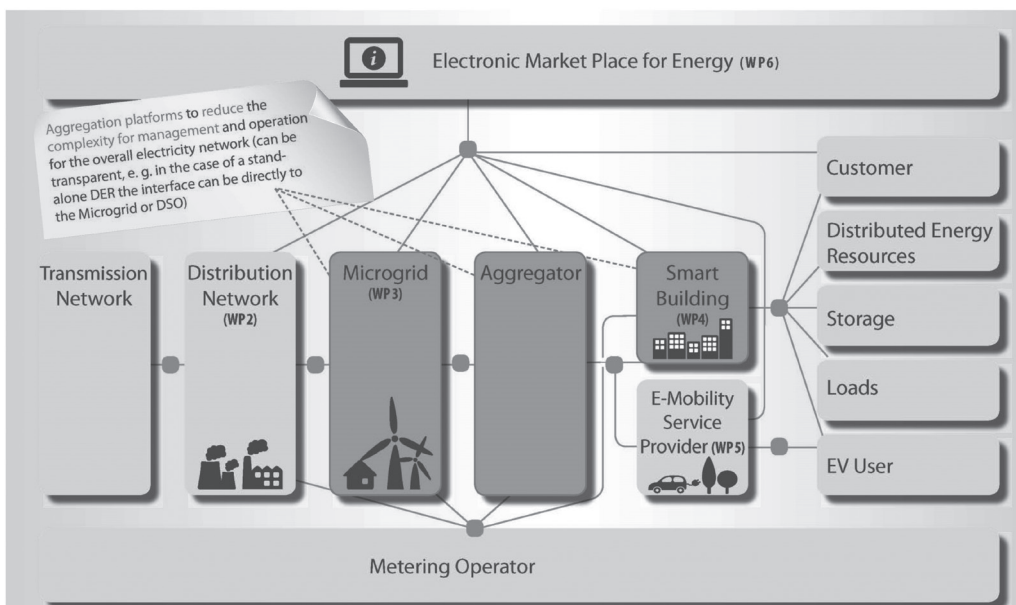 Electronic Market Place for Energy (WP6)
Aggregation platforms to reduce the
complexity for management and operation
for the overall electricity network (can be
transparent, e. g. in the case of a stand-
alone DER the interface can be directly to
the Microgrid or DSO)
Transmission
Network
Distribution
Network
(WP2)
Microgrid
(WP3)
Aggregator
Smart
Building
(WP4)
E-Mobility
Service
Provider (WP5)
Customer
Distributed Energy
Resources
Storage
Loads
EV User
Metering Operator